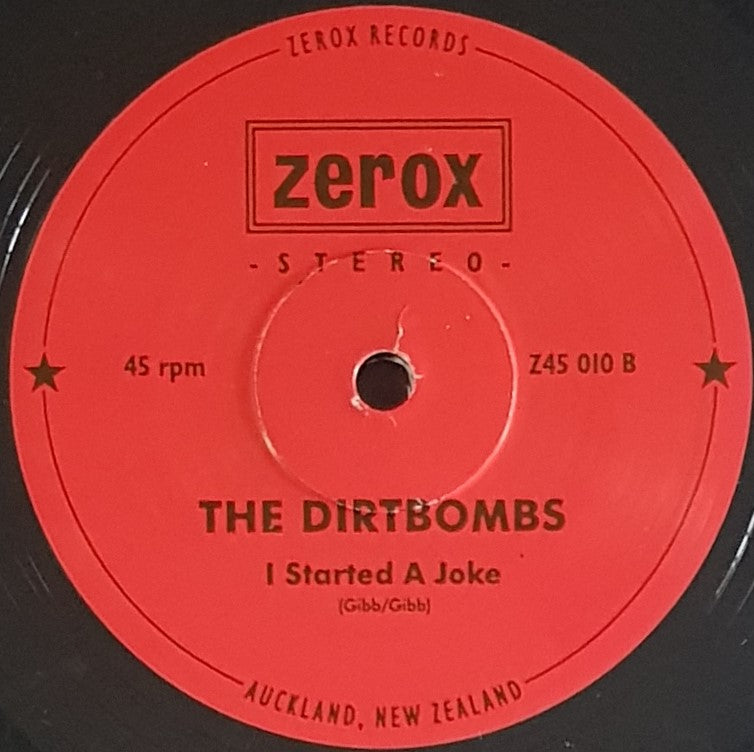 ZEROX RECORDS
zerox
- STEREO -
45 rpm
Z45 010 B
THE DIRTBOMBS
I Started A Joke
(Gibb/Gibb)
AUCKLAND, NEW ZEALAND